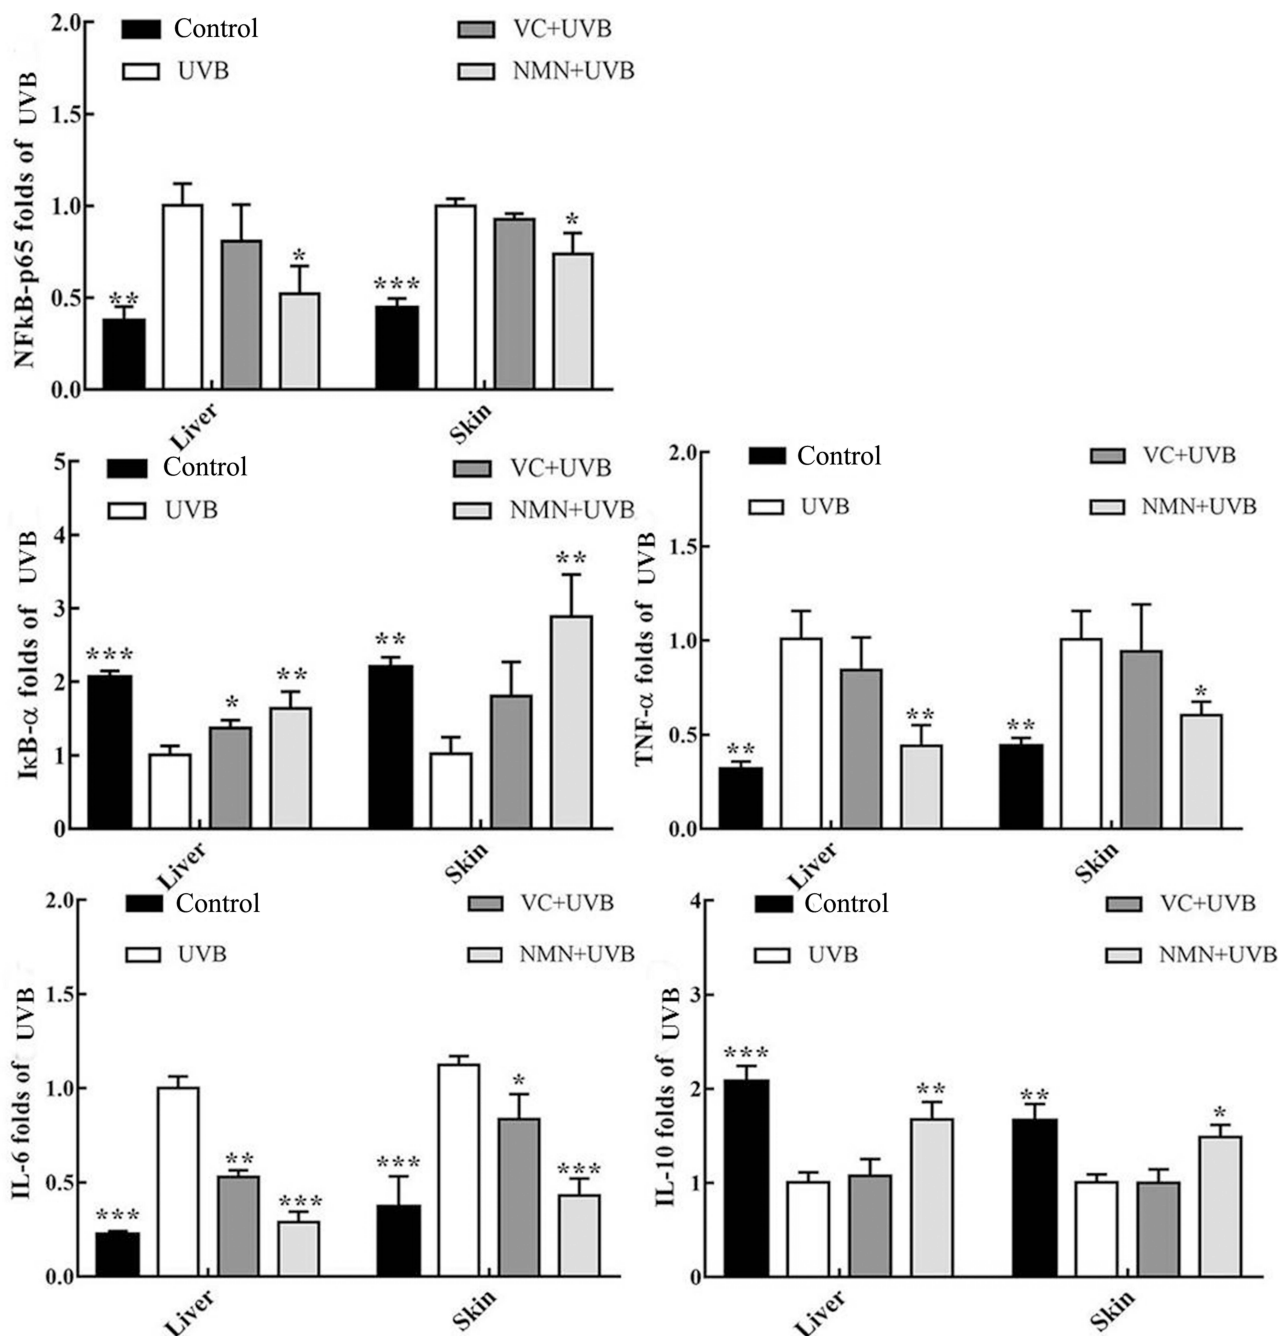 NFkB-p65 folds of UVB
2.0
1.5
1.0
0.5
0.0
Control
UVB
VC+UVB
NMN+UVB
**
*
***
*
Liver
Skin
IκB-α folds of UVB
5
4
3
2
1
0
Control
UVB
VC+UVB
NMN+UVB
***
*
**
**
**
Liver
Skin
TNF-α folds of UVB
2.0
1.5
1.0
0.5
0.0
Control
UVB
VC+UVB
NMN+UVB
**
**
**
*
Liver
Skin
IL-6 folds of UVB
2.0
1.5
1.0
0.5
0.0
Control
UVB
VC+UVB
NMN+UVB
***
**
***
***
*
***
Liver
Skin
IL-10 folds of UVB
4
3
2
1
0
Control
UVB
VC+UVB
NMN+UVB
***
**
**
*
Liver
Skin